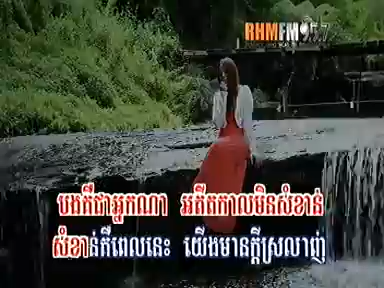 RHMFM95.7
បងគឺជាអ្នកណា អតីតកាលមិនសំខាន់
សំខាន់គឺពេលនេះ យើងមានក្ដីស្រលាញ់